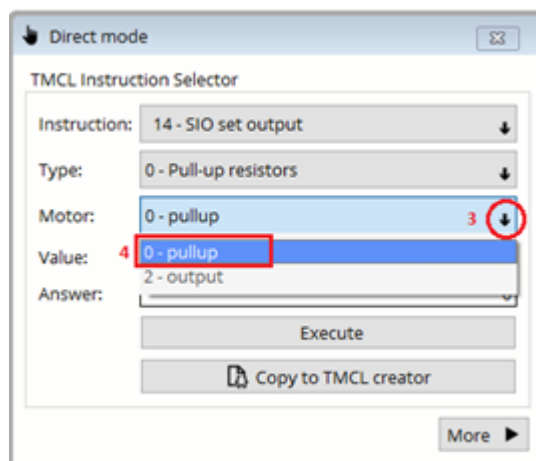 Direct mode
TMCL Instruction Selector
Instruction: 14 - SIO set output
Type: 0 - Pull-up resistors
Motor: 0 - pullup 3
Value: 4 0 - pullup
2 - output
Answer:
Execute
Copy to TMCL creator
More